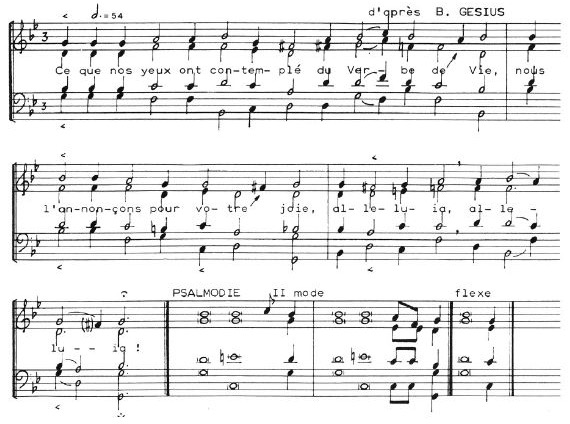 ♩.=54 d'après B. GESIUS
Ce que nos yeux ont con-tem-plé du Ver - be de Vie, nous
l'an-non-çons pour vo-tre joie, al-le-lu-ia, al-le -
lu - - ia !
PSALMODIE II mode flexe